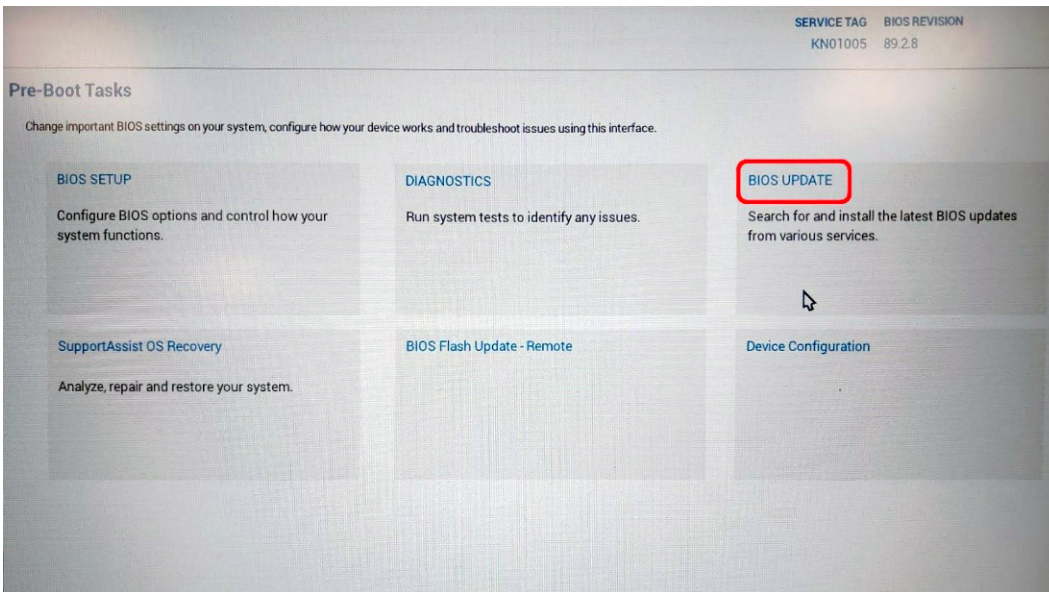 SERVICE TAG BIOS REVISION
KN01005 89.2.8
Pre-Boot Tasks
Change important BIOS settings on your system, configure how your device works and troubleshoot issues using this interface.
BIOS SETUP
Configure BIOS options and control how your
system functions.
DIAGNOSTICS
Run system tests to identify any issues.
BIOS UPDATE
Search for and install the latest BIOS updates
from various services.
SupportAssist OS Recovery
Analyze, repair and restore your system.
BIOS Flash Update - Remote
Device Configuration